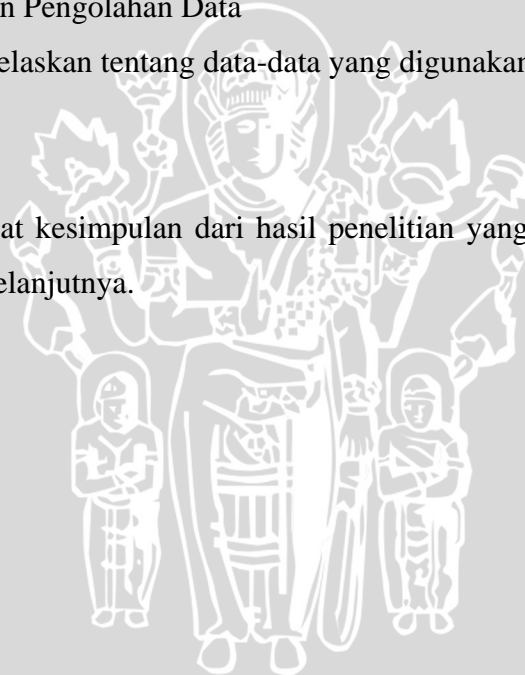 n Pengolahan Data
elaskan tentang data-data yang digunakan
at kesimpulan dari hasil penelitian yang
elanjutnya.